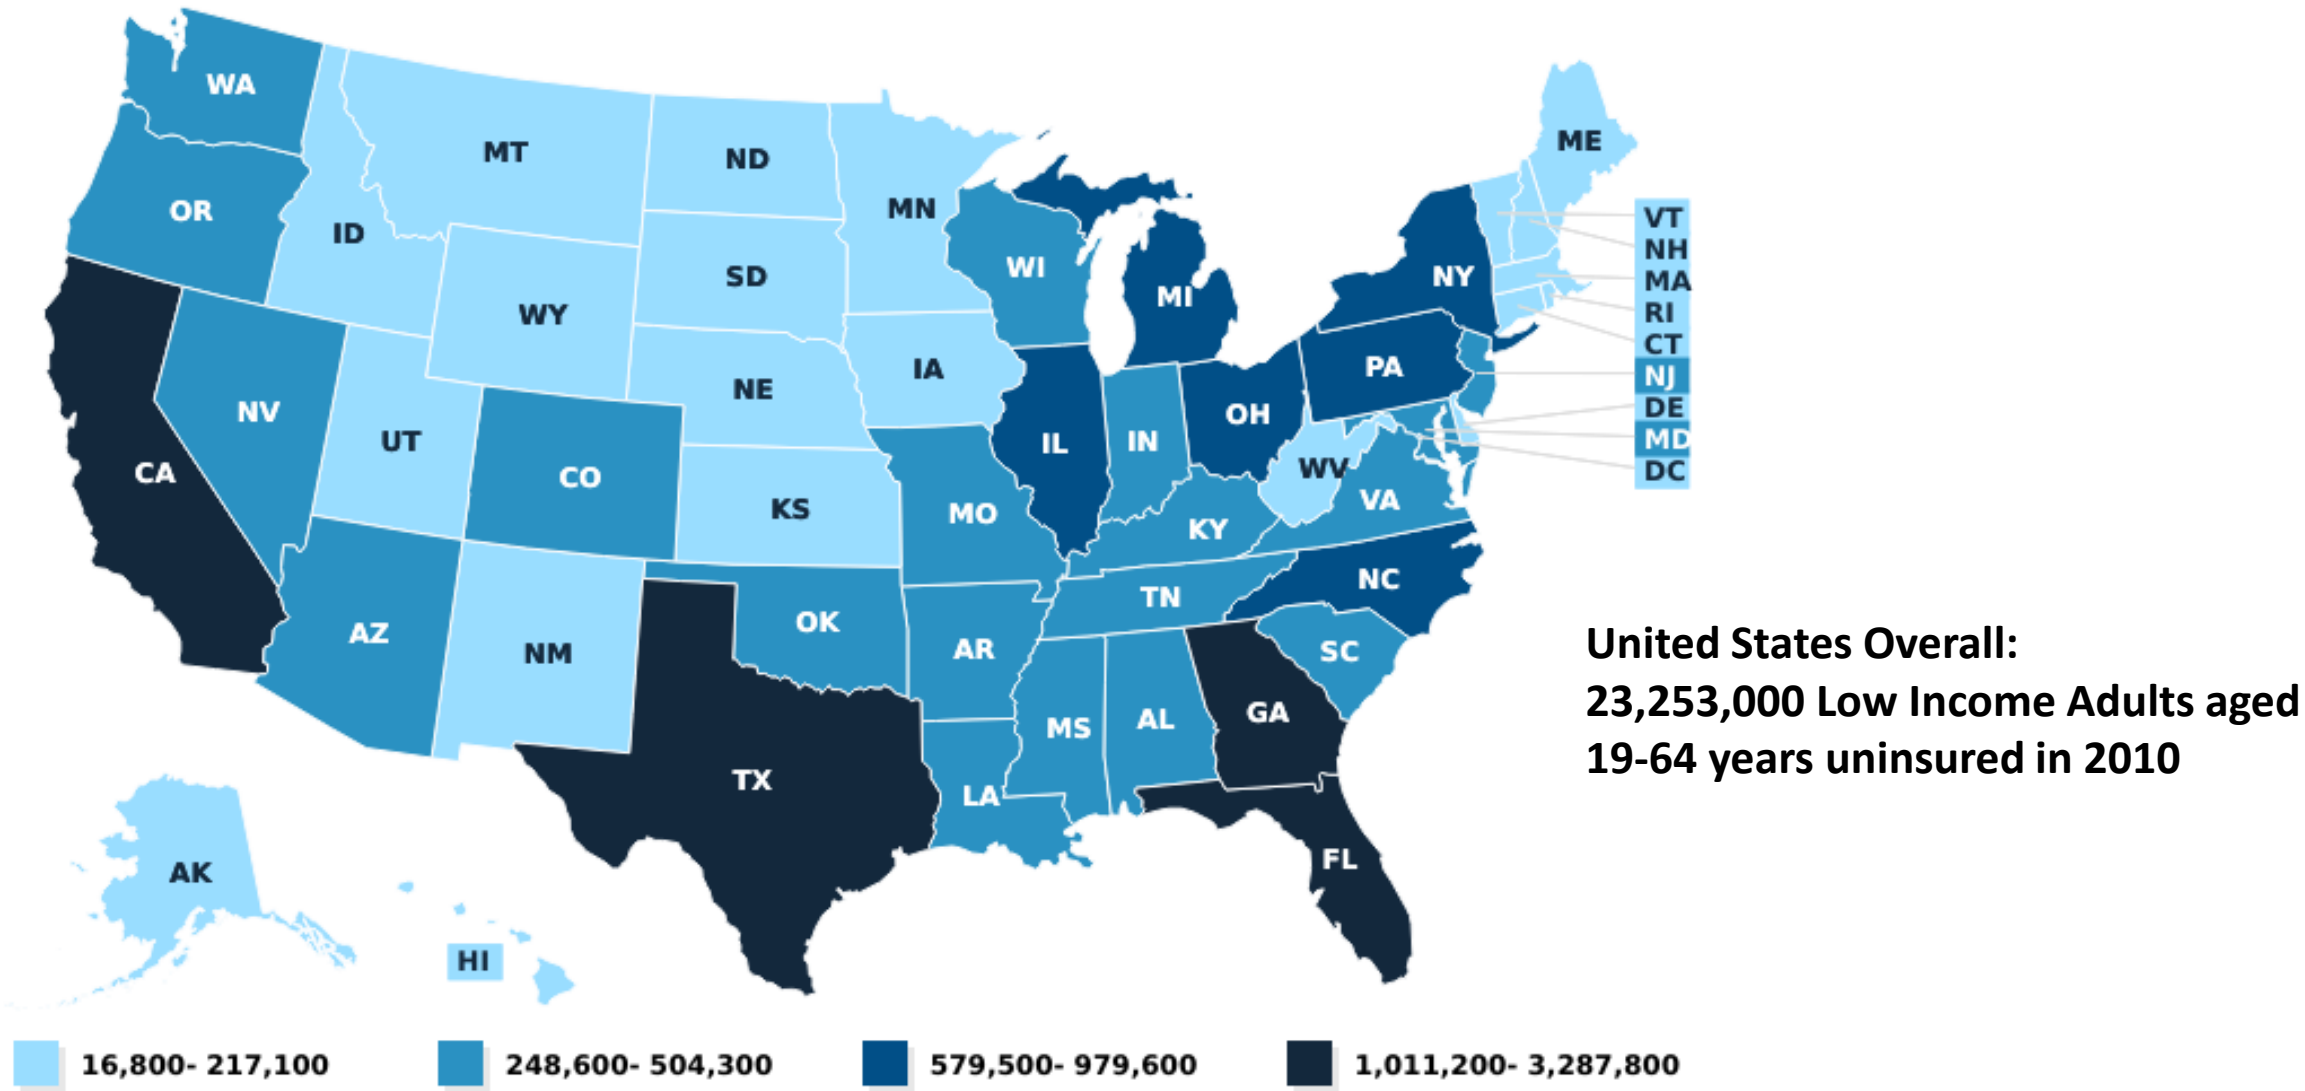 WA
MT
ND
ME
OR
ID
MN
VT
NH
SD
WI
NY
MA
WY
MI
RI
CT
NE
IA
PA
NJ
NV
UT
OH
DE
CA
CO
IL
IN
WV
MD
DC
KS
MO
KY
VA
NC
AZ
NM
OK
AR
TN
SC
MS
AL
GA
TX
LA
FL
AK
HI
United States Overall:
23,253,000 Low Income Adults aged
19-64 years uninsured in 2010
16,800- 217,100
248,600- 504,300
579,500- 979,600
1,011,200- 3,287,800